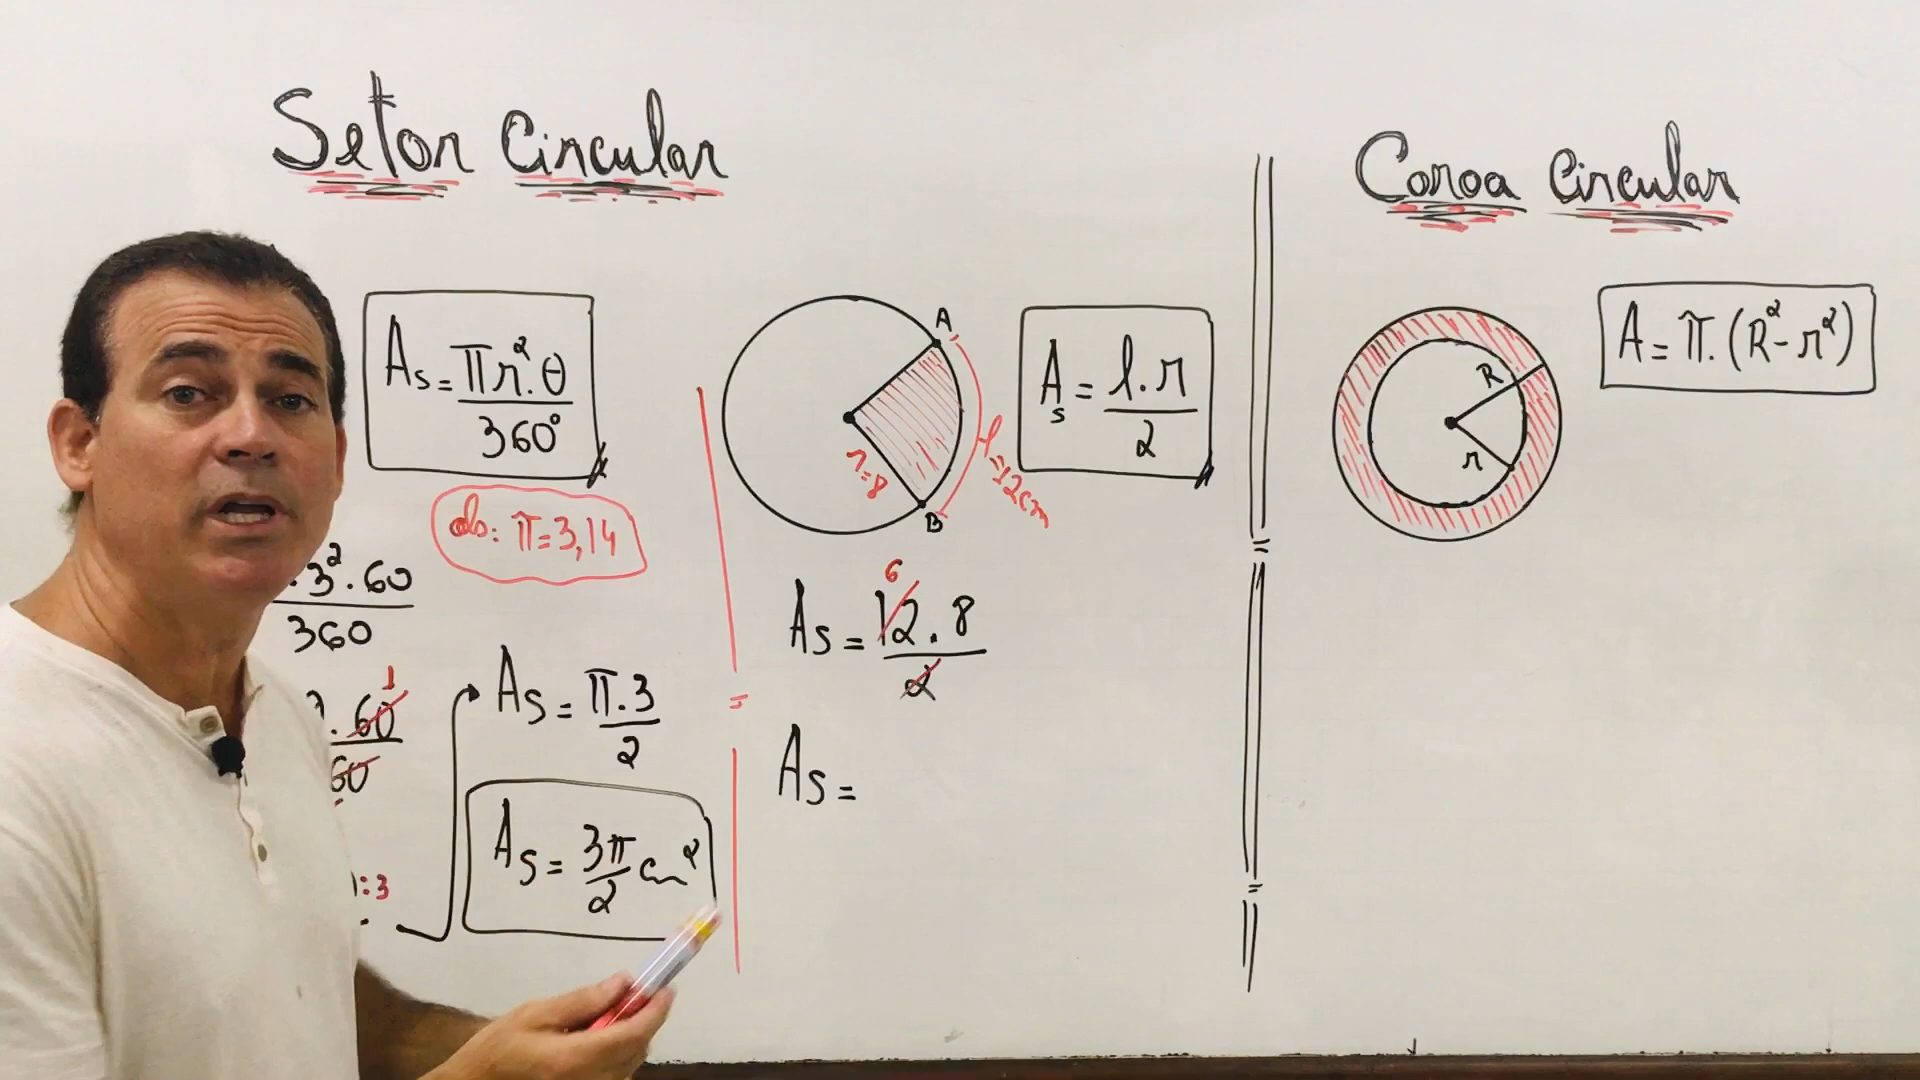 Setor Circular
As = πr².θ
360°
obs: π=3,14
.3².60
360
. 60 1
60
:3
As = π.3
2
As = 3π cm²
2
A
r=8
l=12cm
B
As = l.r
2
6
As = 12.8
2
As =
Coroa Circular
R
r
A = π.(R²-r²)